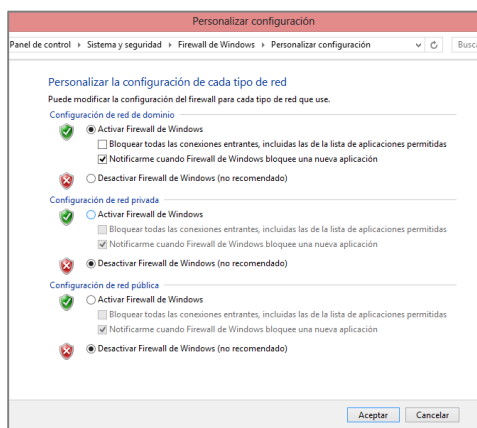 Personalizar configuración
Panel de control Sistema y seguridad Firewall de Windows Personalizar configuración
Personalizar la configuración de cada tipo de red
Puede modificar la configuración del firewall para cada tipo de red que use.
Configuración de red de dominio
Activar Firewall de Windows
Bloquear todas las conexiones entrantes, incluidas las de la lista de aplicaciones permitidas
Notificarme cuando Firewall de Windows bloquee una nueva aplicación
Desactivar Firewall de Windows (no recomendado)
Configuración de red privada
Activar Firewall de Windows
Bloquear todas las conexiones entrantes, incluidas las de la lista de aplicaciones permitidas
Notificarme cuando Firewall de Windows bloquee una nueva aplicación
Desactivar Firewall de Windows (no recomendado)
Configuración de red pública
Activar Firewall de Windows
Bloquear todas las conexiones entrantes, incluidas las de la lista de aplicaciones permitidas
Notificarme cuando Firewall de Windows bloquee una nueva aplicación
Desactivar Firewall de Windows (no recomendado)
Aceptar Cancelar